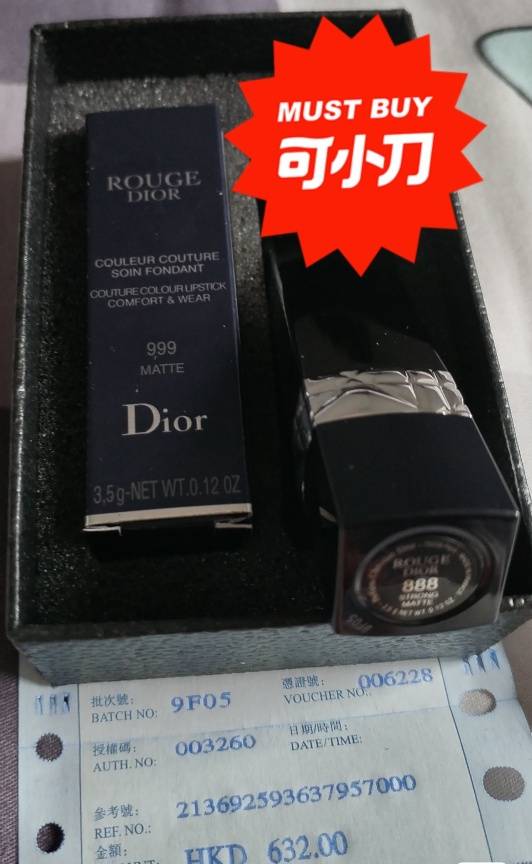 MUST BUY
可小刀
ROUGE
DIOR
COULEUR COUTURE
SOIN FONDANT
COUTURE COLOUR LIPSTICK
COMFORT & WEAR
999
MATTE
Dior
3,5g-NET WT.0.12 OZ
ROUGE
DIOR
888
STRONG
MATTE
9F05
批次號:
BATCH NO: 9F05
憑證號:
VOUCHER NO.: 006228
授權碼:
AUTH. NO: 003260
日期/時間:
DATE/TIME:
參考號:
REF. NO.: 213692593637957000
金額:
HKD 632.00